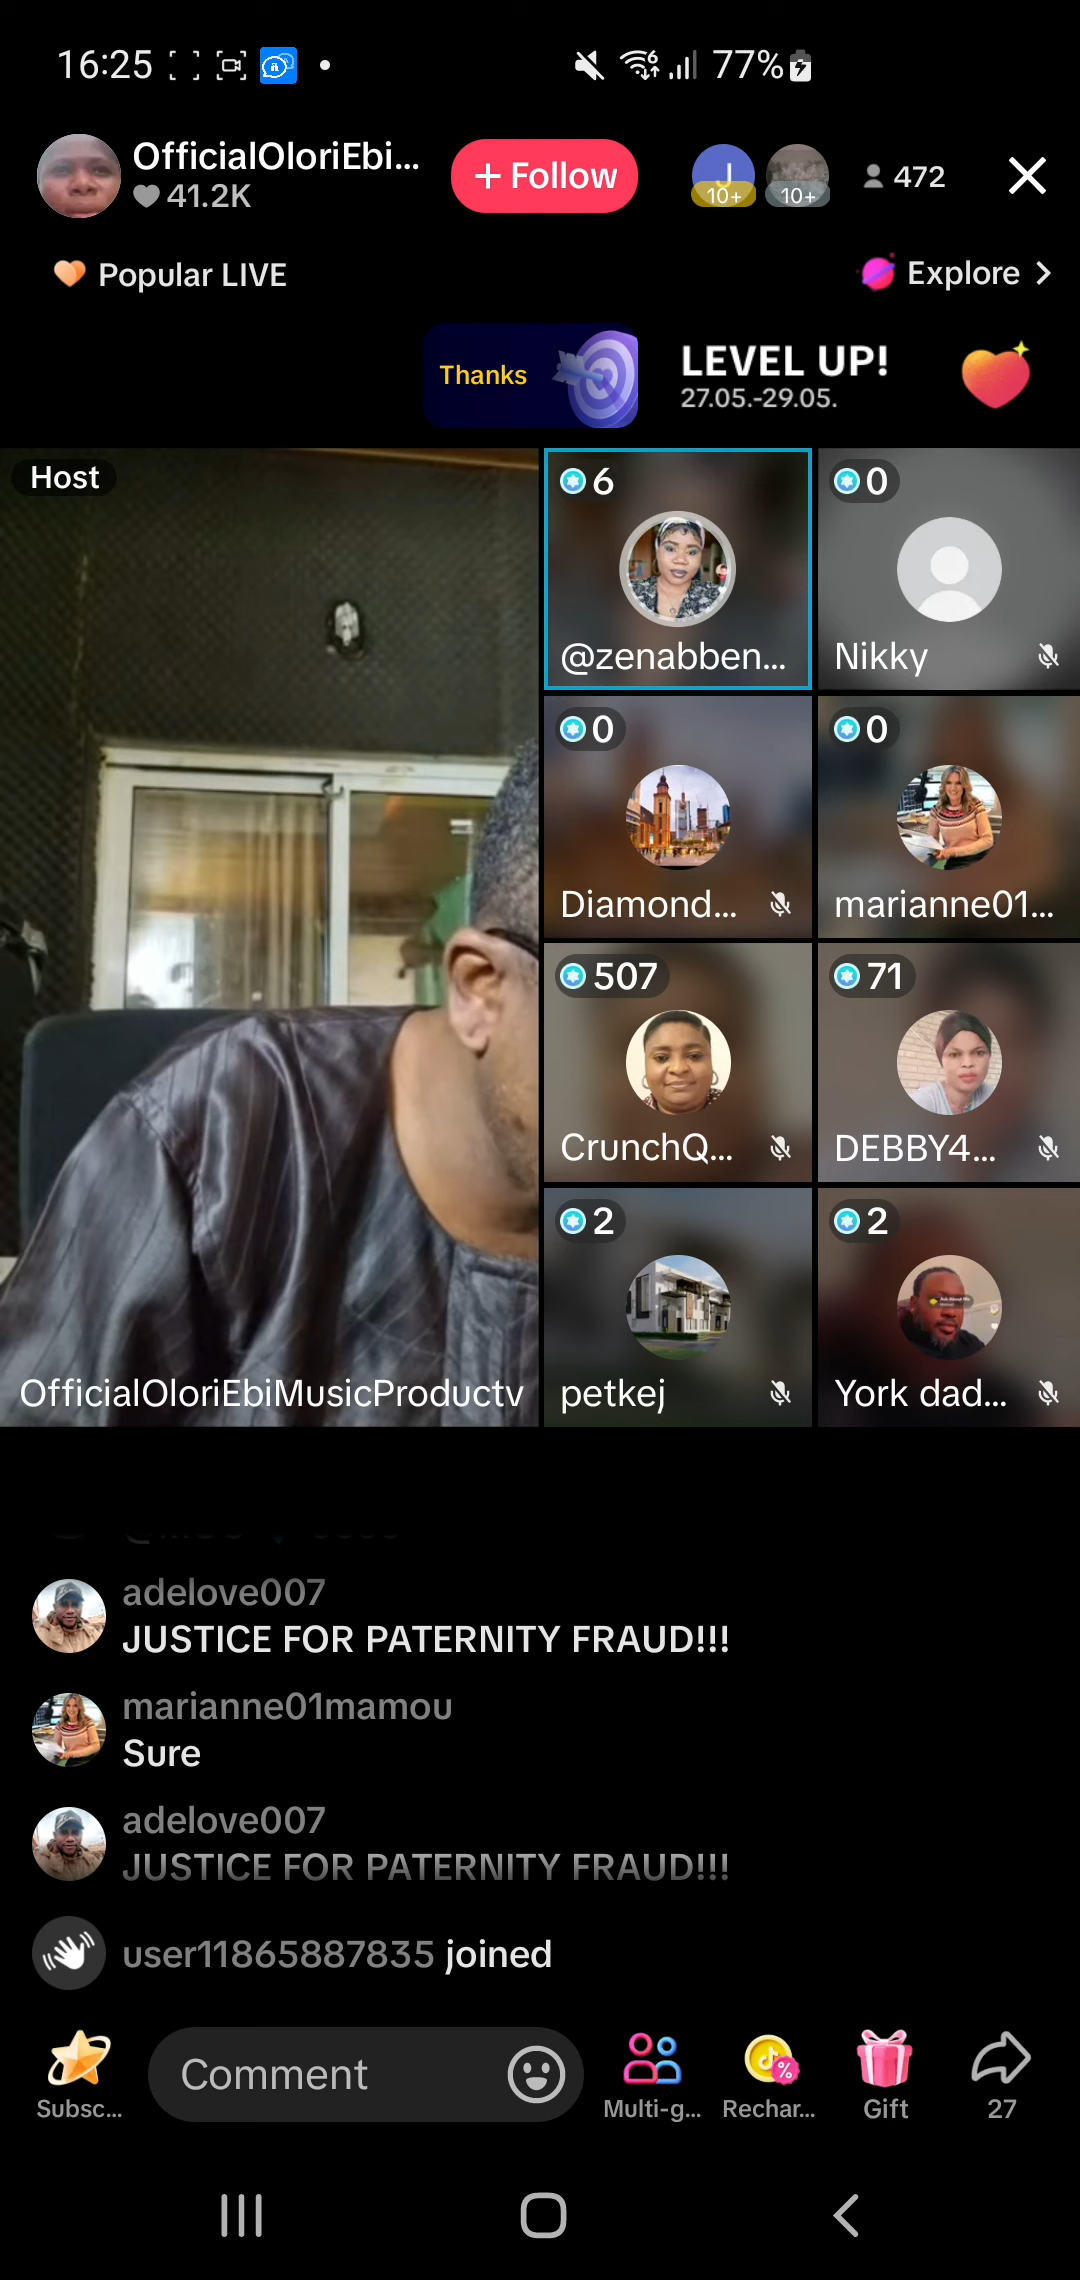 16:25
77%
OfficialOloriEbi...
41.2K
+ Follow
J
10+
10+
472
Popular LIVE
Explore >
Thanks
LEVEL UP!
27.05.-29.05.
Host
6
@zenabben...
0
Nikky
0
Diamond...
0
marianne01...
507
CrunchQ...
71
DEBBY4...
2
petkej
2
York dad...
OfficialOloriEbiMusicProductv
adelove007
JUSTICE FOR PATERNITY FRAUD!!!
marianne01mamou
Sure
adelove007
JUSTICE FOR PATERNITY FRAUD!!!
user11865887835 joined
Comment
Subsc...
Multi-g...
Rechar...
Gift
27